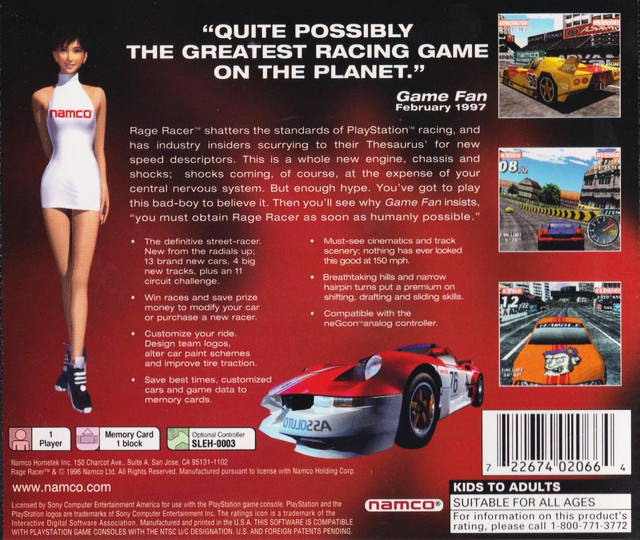 “QUITE POSSIBLY
THE GREATEST RACING GAME
ON THE PLANET.”
Game Fan
February 1997
namco
Rage Racer™ shatters the standards of PlayStation™ racing, and
has industry insiders scurrying to their Thesaurus' for new
speed descriptors. This is a whole new engine, chassis and
shocks; shocks coming, of course, at the expense of your
central nervous system. But enough hype. You've got to play
this bad-boy to believe it. Then you'll see why Game Fan insists,
“you must obtain Rage Racer as soon as humanly possible.”
• The definitive street-racer.
New from the radials up;
13 brand new cars, 4 big
new tracks, plus an 11
circuit challenge.
• Win races and save prize
money to modify your car
or purchase a new racer.
• Customize your ride.
Design team logos,
alter car paint schemes
and improve tire traction.
• Save best times, customized
cars and game data to
memory cards.
• Must-see cinematics and track
scenery; nothing has ever looked
this good at 150 mph.
• Breathtaking hills and narrow
hairpin turns put a premium on
shifting, drafting and sliding skills.
• Compatible with the
neGcon™analog controller.
08
12
76
ASSOLUTO
1
Player
Memory Card
1 block
Optional Controller
SLEH-0003
Namco Hometek Inc. 150 Charcot Ave., Suite A, San Jose, CA 95131-1102
Rage Racer™ & © 1996 Namco Ltd. All Rights Reserved. Manufactured pursuant to license with Namco Holding Corp.
www.namco.com
Licensed by Sony Computer Entertainment America for use with the PlayStation game console. PlayStation and the
PlayStation logos are trademarks of Sony Computer Entertainment Inc. The ratings icon is a trademark of the
Interactive Digital Software Association. Manufactured and printed in the U.S.A. THIS SOFTWARE IS COMPATIBLE
WITH PLAYSTATION GAME CONSOLES WITH THE NTSC U/C DESIGNATION. U.S. AND FOREIGN PATENTS PENDING.
namco®
7 22674 02066 4
KIDS TO ADULTS
SUITABLE FOR ALL AGES
For information on this product's
rating, please call 1-800-771-3772